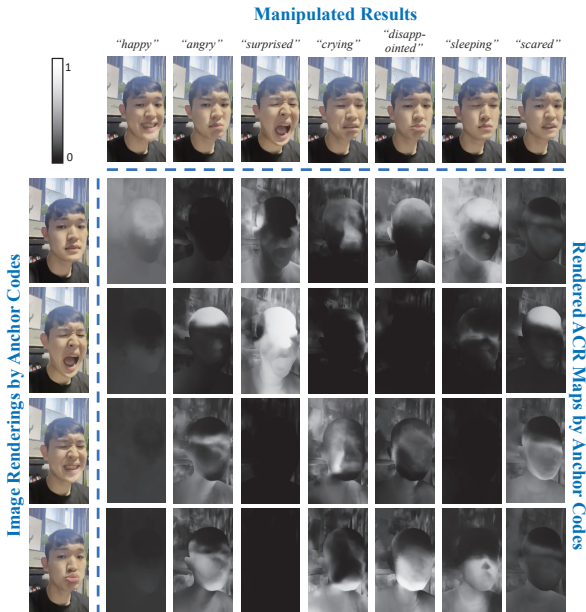 Manipulated Results
“happy” “angry” “surprised” “crying” “disapp-
ointed” “sleeping” “scared”
1
0
Image Renderings by Anchor Codes
Rendered ACR Maps by Anchor Codes